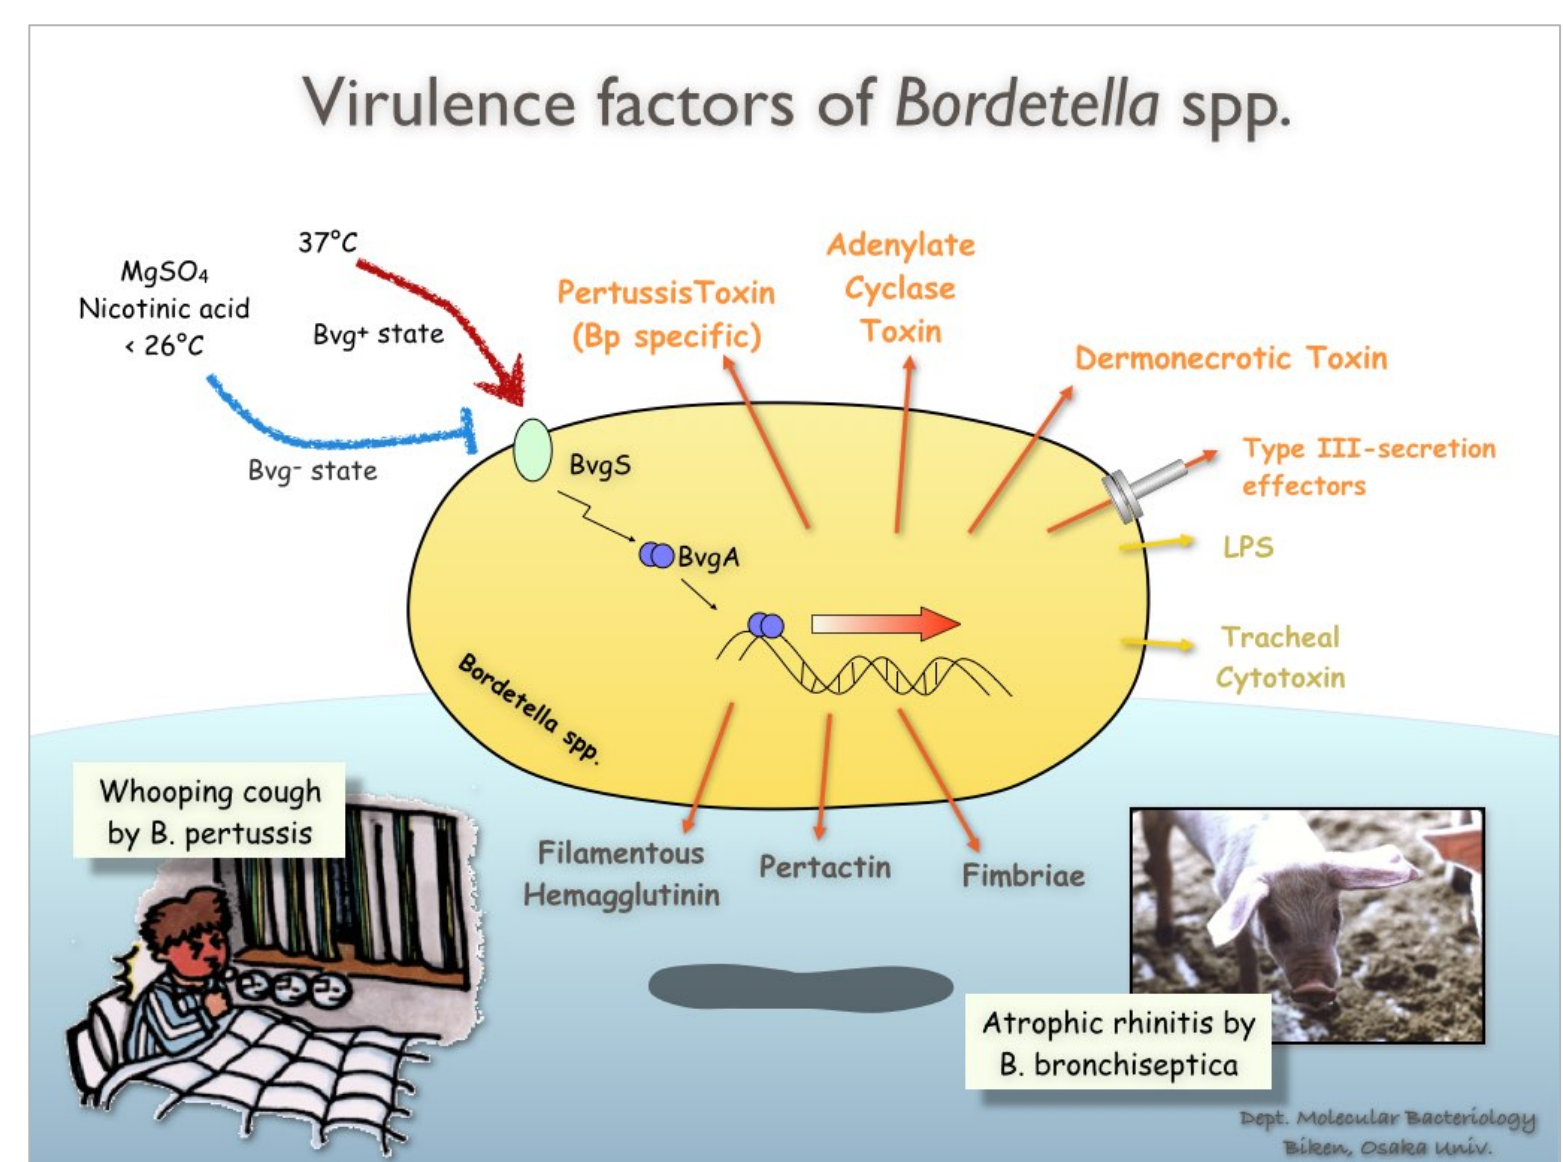 Virulence factors of Bordetella spp.
37°C
MgSO₄
Nicotinic acid
< 26°C
Bvg⁺ state
Bvg⁻ state
PertussisToxin
(Bp specific)
Adenylate
Cyclase
Toxin
Dermonecrotic Toxin
Type III-secretion
effectors
LPS
Tracheal
Cytotoxin
BvgS
BvgA
Bordetella spp.
Filamentous
Hemagglutinin
Pertactin
Fimbriae
Whooping cough
by B. pertussis
Atrophic rhinitis by
B. bronchiseptica
Dept. Molecular Bacteriology
Biken, Osaka Univ.